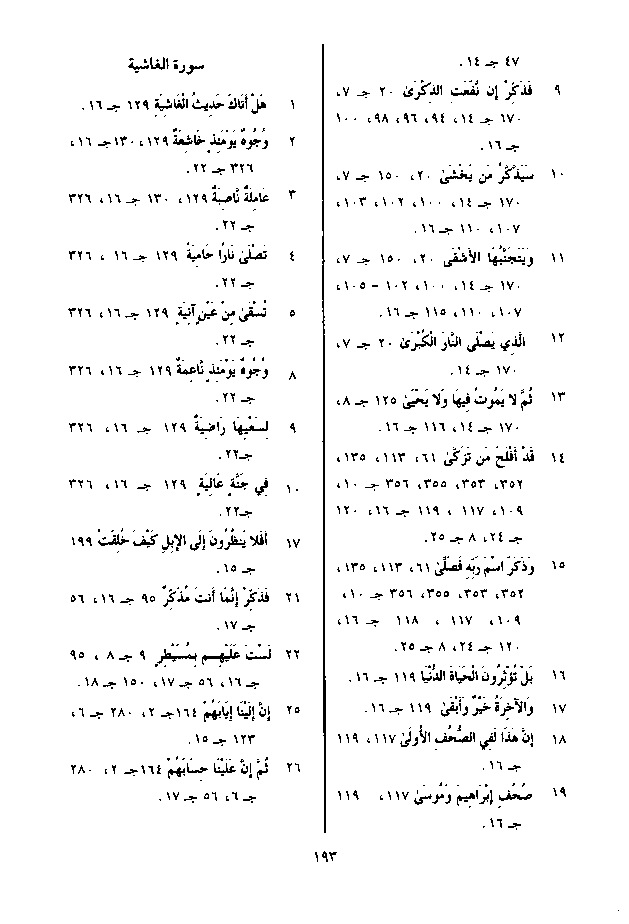 ٤٧ جـ ١٤.
٩ فَذَكِّرْ إِن نَّفَعَتِ الذِّكْرَىٰ ٢٠ جـ ٧،
١٧٠ جـ ١٤، ٩٤، ٩٦، ٩٨، ١٠٠
جـ ١٦.
١٠ سَيَذَّكَّرُ مَن يَخْشَىٰ ٢٠، ١٥٠ جـ ٧،
١٧٠ جـ ١٤، ١٠٠، ١٠٢، ١٠٣،
١٠٧، ١١٠ جـ ١٦.
١١ وَيَتَجَنَّبُهَا الأَشْقَى ٢٠، ١٥٠ جـ ٧،
١٧٠ جـ ١٤، ١٠٠، ١٠٢ – ١٠٥،
١٠٧، ١١٠، ١١٥ جـ ١٦.
١٢ الَّذِي يَصْلَى النَّارَ الْكُبْرَىٰ ٢٠ جـ ٧،
١٧٠ جـ ١٤.
١٣ ثُمَّ لَا يَمُوتُ فِيهَا وَلَا يَحْيَىٰ ١٢٥ جـ ٨،
١٧٠ جـ ١٤، ١١٦ جـ ١٦.
١٤ قَدْ أَفْلَحَ مَن تَزَكَّىٰ ٦١، ١١٣، ١٣٥،
٣٥٢، ٣٥٣، ٣٥٥، ٣٥٦ جـ ١٠،
١٠٩، ١١٧، ١١٩ جـ ١٦، ١٢٠
جـ ٢٤، ٨ جـ ٢٥.
١٥ وَذَكَرَ اسْمَ رَبِّهِ فَصَلَّىٰ ٦١، ١١٣، ١٣٥،
٣٥٢، ٣٥٣، ٣٥٥، ٣٥٦ جـ ١٠،
١٠٩، ١١٧، ١١٨ جـ ١٦،
١٢٠ جـ ٢٤، ٨ جـ ٢٥.
١٦ بَلْ تُؤْثِرُونَ الْحَيَاةَ الدُّنْيَا ١١٩ جـ ١٦.
١٧ وَالآخِرَةُ خَيْرٌ وَأَبْقَىٰ ١١٩ جـ ١٦.
١٨ إِنَّ هَذَا لَفِي الصُّحُفِ الأُولَىٰ ١١٧، ١١٩
جـ ١٦.
١٩ صُحُفِ إِبْرَاهِيمَ وَمُوسَىٰ ١١٧، ١١٩
جـ ١٦.
سورة الغاشية
١ هَلْ أَتَاكَ حَدِيثُ الْغَاشِيَةِ ١٢٩ جـ ١٦.
٢ وُجُوهٌ يَوْمَئِذٍ خَاشِعَةٌ ١٢٩، ١٣٠ جـ ١٦،
٣٢٦ جـ ٢٢.
٣ عَامِلَةٌ نَّاصِبَةٌ ١٢٩، ١٣٠ جـ ١٦، ٣٢٦
جـ ٢٢.
٤ تَصْلَىٰ نَارًا حَامِيَةً ١٢٩ جـ ١٦، ٣٢٦
جـ ٢٢.
٥ تُسْقَىٰ مِنْ عَيْنٍ آنِيَةٍ ١٢٩ جـ ١٦، ٣٢٦
جـ ٢٢.
٨ وُجُوهٌ يَوْمَئِذٍ نَّاعِمَةٌ ١٢٩ جـ ١٦، ٣٢٦
جـ ٢٢.
٩ لِسَعْيِهَا رَاضِيَةٌ ١٢٩ جـ ١٦، ٣٢٦
جـ ٢٢.
١٠ فِي جَنَّةٍ عَالِيَةٍ ١٢٩ جـ ١٦، ٣٢٦
جـ ٢٢.
١٧ أَفَلَا يَنظُرُونَ إِلَى الإِبِلِ كَيْفَ خُلِقَتْ ١٩٩
جـ ١٥.
٢١ فَذَكِّرْ إِنَّمَا أَنتَ مُذَكِّرٌ ٩٥ جـ ١٦، ٥٦
جـ ١٧.
٢٢ لَسْتَ عَلَيْهِم بِمُسَيْطِرٍ ٩ جـ ٨، ٩٥
جـ ١٦، ٥٦ جـ ١٧، ١٥٠ جـ ١٨.
٢٥ إِنَّ إِلَيْنَا إِيَابَهُمْ ١٦٤ جـ ٢، ٢٨٠ جـ ٦،
١٢٣ جـ ١٥.
٢٦ ثُمَّ إِنَّ عَلَيْنَا حِسَابَهُمْ ١٦٤ جـ ٢، ٢٨٠
جـ ٦، ٥٦ جـ ١٧.
١٩٣